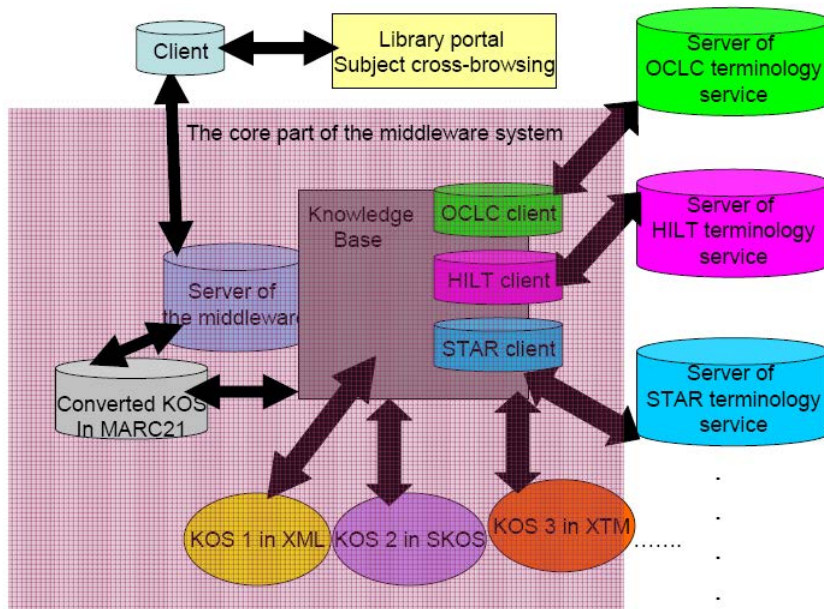 Client
Library portal
Subject cross-browsing
Server of
OCLC terminology
service
The core part of the middleware system
Knowledge
Base
OCLC client
HILT client
STAR client
Server of
HILT terminology
service
Server of
the middleware
Converted KOS
In MARC21
Server of
STAR terminology
service
KOS 1 in XML
KOS 2 in SKOS
KOS 3 in XTM
.......